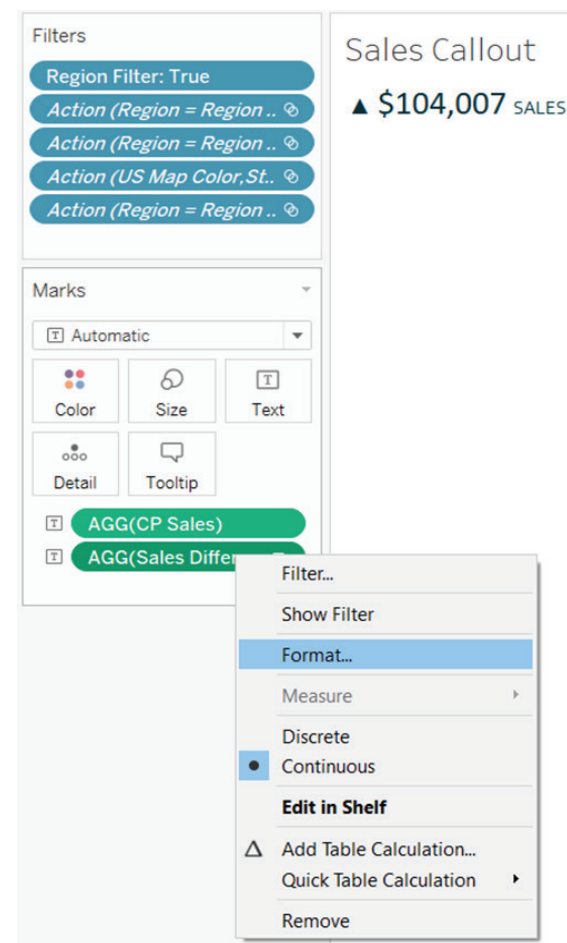 Filters
Region Filter: True
Action (Region = Region ..
Action (Region = Region ..
Action (US Map Color,St..
Action (Region = Region ..
Sales Callout
▲ $104,007 SALES
Marks
Automatic
Color Size Text
Detail Tooltip
AGG(CP Sales)
AGG(Sales Differ
Filter...
Show Filter
Format...
Measure
Discrete
Continuous
Edit in Shelf
Add Table Calculation...
Quick Table Calculation
Remove